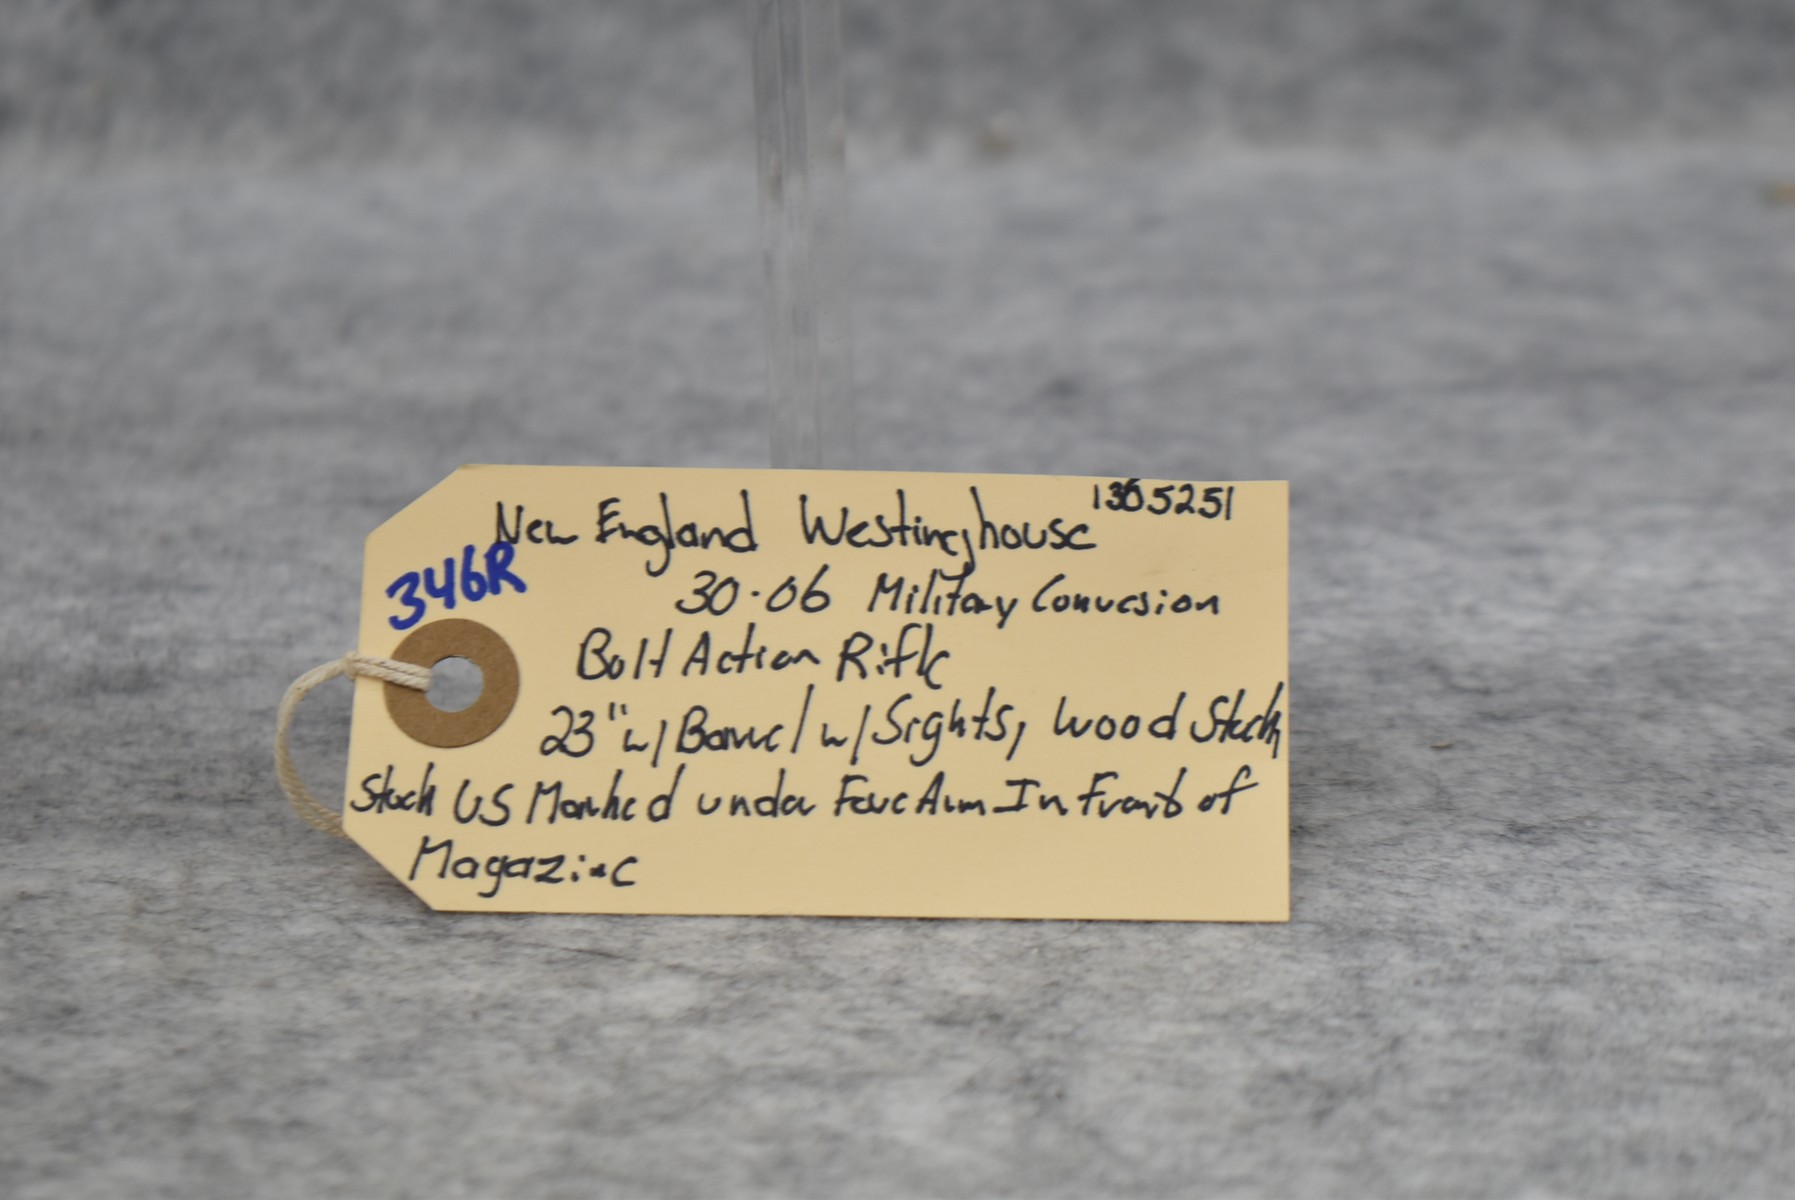 New England Westinghouse 1305251
346R
30-06 Military Conversion
Bolt Action Rifle
23" w/ Barrel w/ Sights, Wood Stock
Stock US Marked under Fore Arm In Front of
Magazine